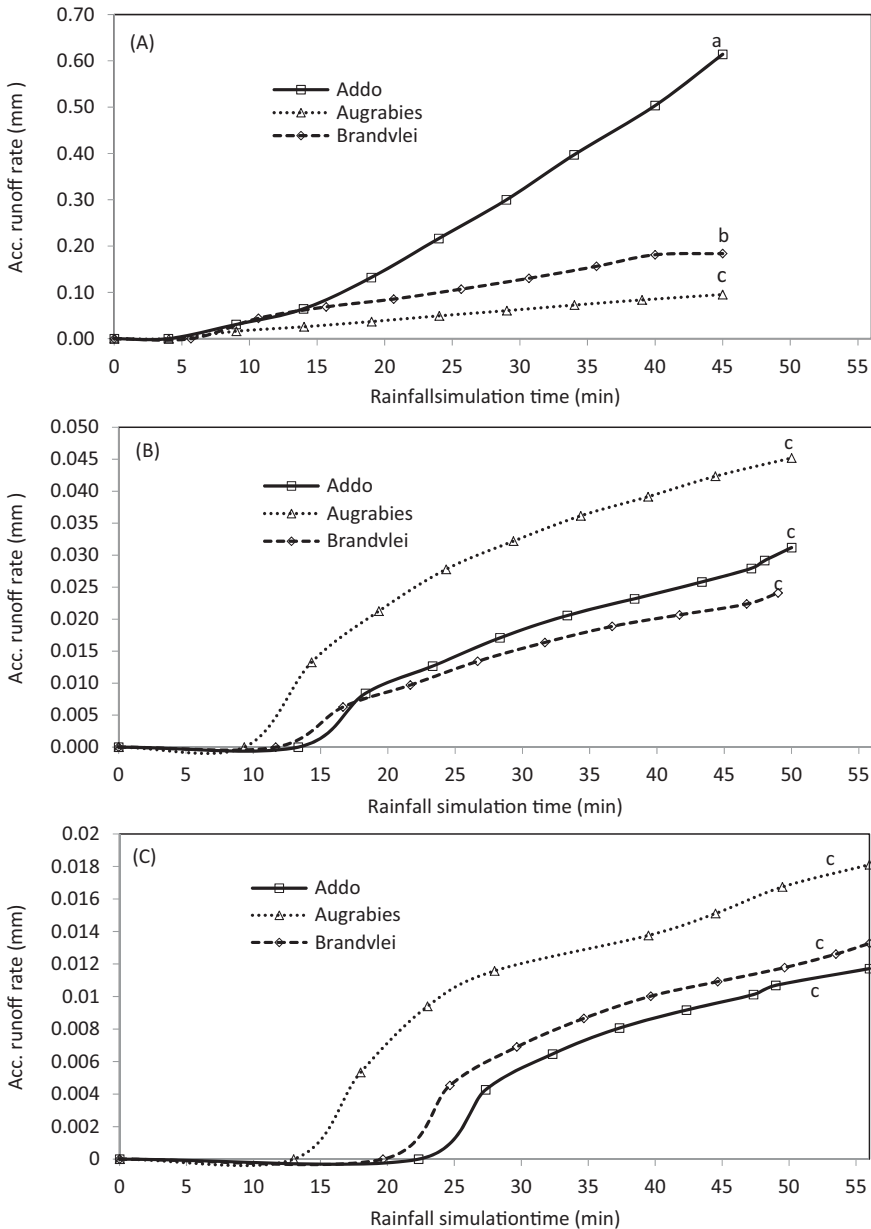 0.70
(A)
a
0.60
Addo
0.50
Augrabies
Brandvlei
0.40
0.30
b
0.20
c
0.10
0.00
0 5 10 15 20 25 30 35 40 45 50 55
Acc. runoff rate (mm )
Rainfallsimulation time (min)
0.050
(B)
c
0.045
0.040
Addo
Augrabies
0.035
Brandvlei
c
0.030
0.025
c
0.020
0.015
0.010
0.005
0.000
0 5 10 15 20 25 30 35 40 45 50 55
Acc. runoff rate (mm )
Rainfall simulation time (min)
0.02
(C)
c
0.018
Addo
0.016
Augrabies
Brandvlei
0.014
c
0.012
c
0.01
0.008
0.006
0.004
0.002
0
0 5 10 15 20 25 30 35 40 45 50 55
Acc. runoff rate (mm)
Rainfall simulationtime (min)